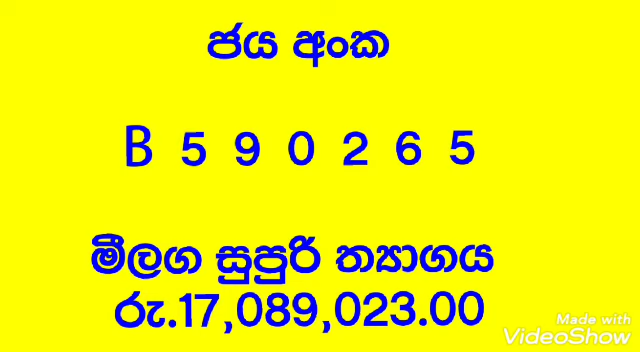 ජය අංක
B 5 9 0 2 6 5
මීලග සුපුරි ත්‍යාගය
රු.17,089,023.00
Made with
VideoShow